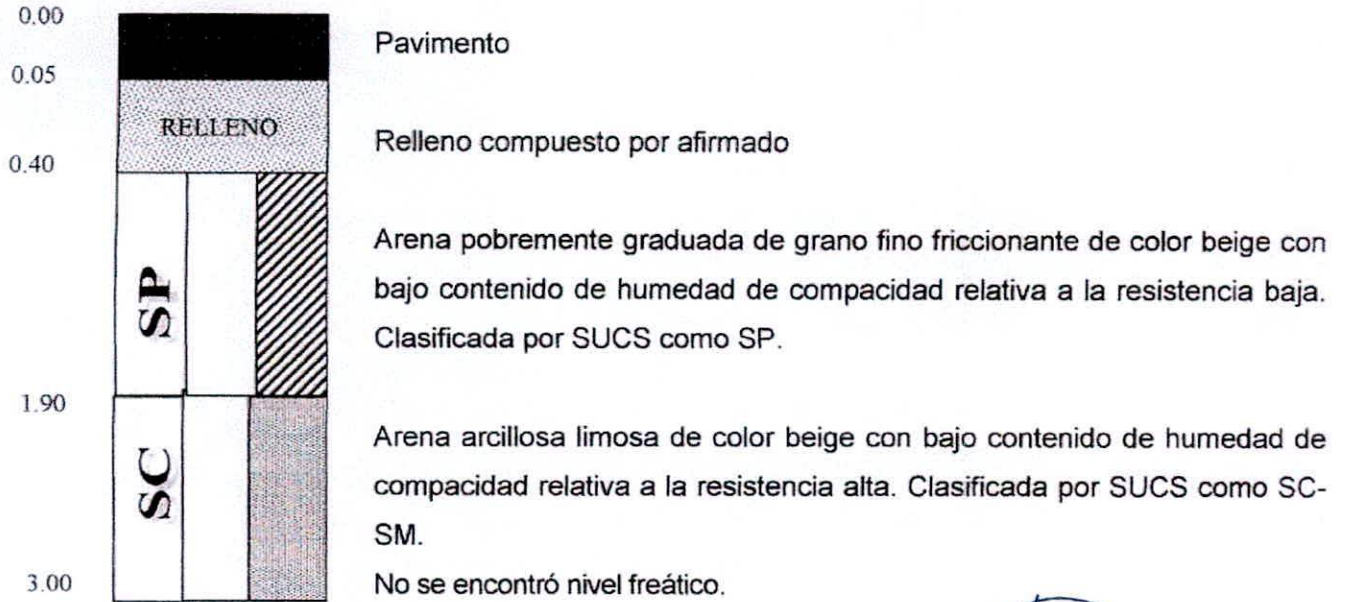 0.00
Pavimento
0.05
RELLENO
Relleno compuesto por afirmado
0.40
Arena pobremente graduada de grano fino friccionante de color beige con
bajo contenido de humedad de compacidad relativa a la resistencia baja.
Clasificada por SUCS como SP.
SP
1.90
Arena arcillosa limosa de color beige con bajo contenido de humedad de
compacidad relativa a la resistencia alta. Clasificada por SUCS como SC-
SM.
SC
3.00
No se encontró nivel freático.